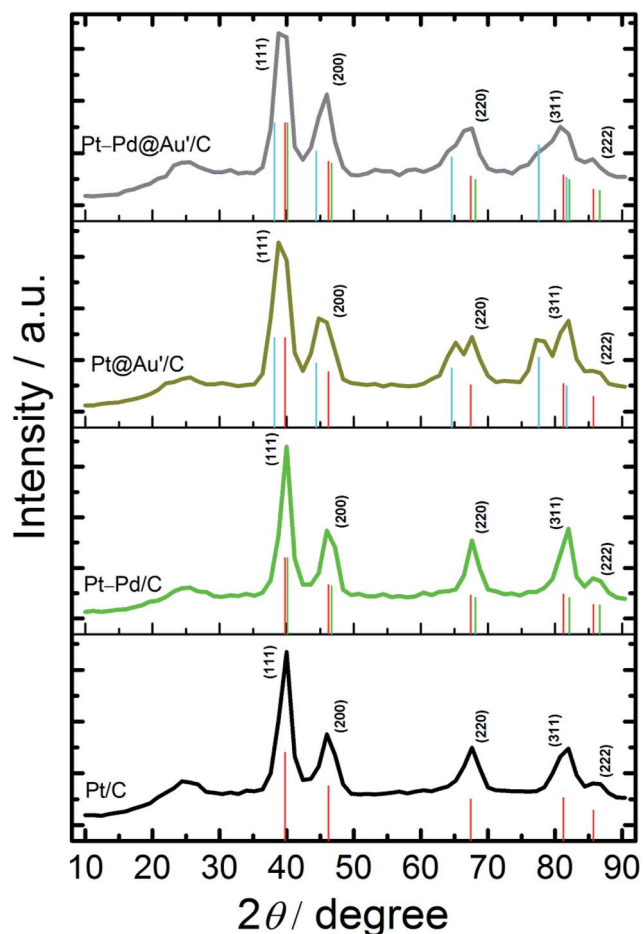 Intensity / a.u.
(111)
(200)
(220)
(311)
(222)
Pt–Pd@Au'/C
(111)
(200)
(220)
(311)
(222)
Pt@Au'/C
(111)
(200)
(220)
(311)
(222)
Pt–Pd/C
(111)
(200)
(220)
(311)
(222)
Pt/C
10 20 30 40 50 60 70 80 90
2θ / degree